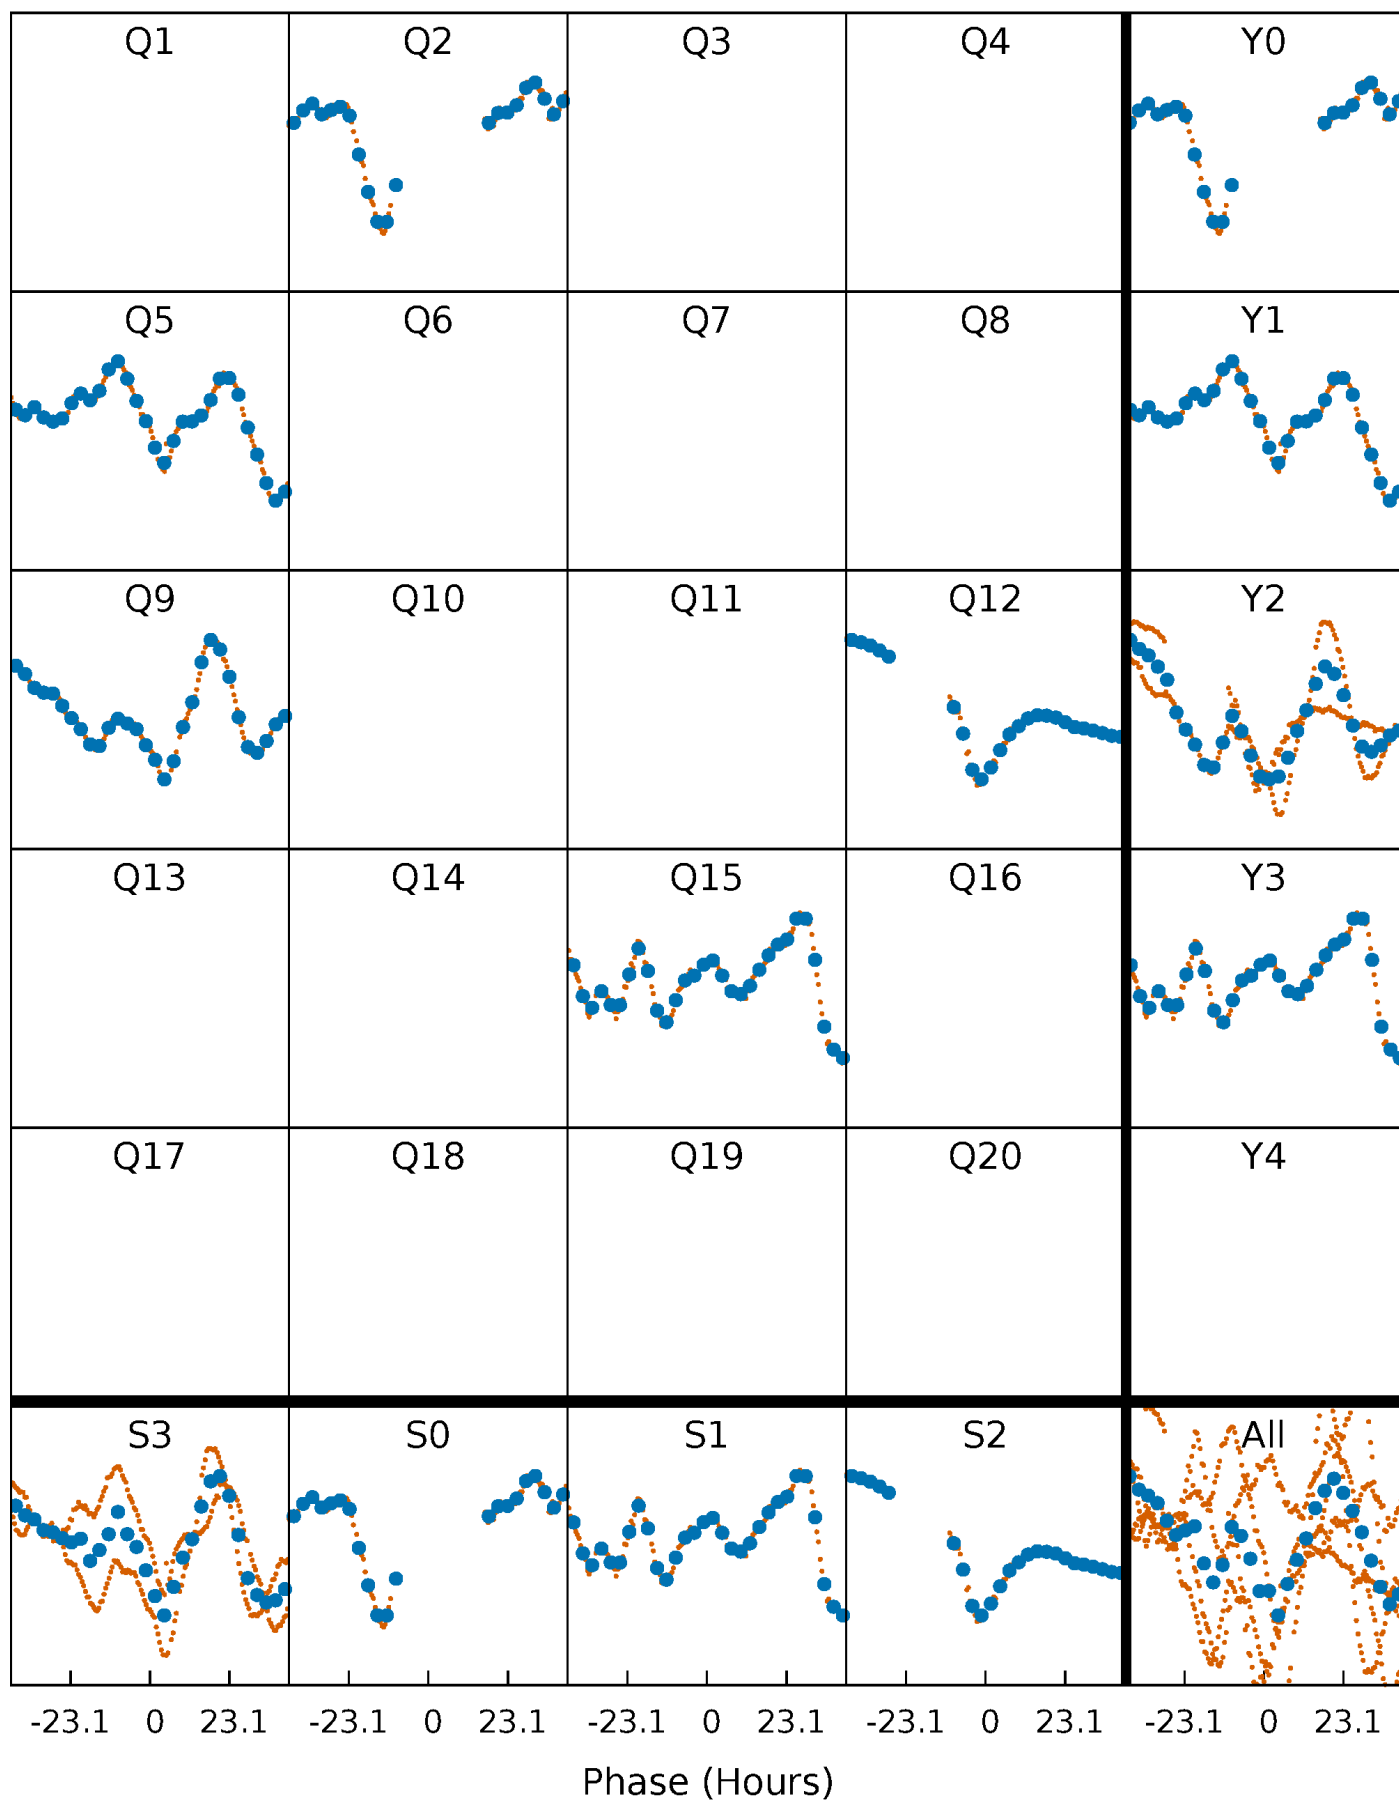 Q1 Q2 Q3 Q4 Y0
Q5 Q6 Q7 Q8 Y1
Q9 Q10 Q11 Q12 Y2
Q13 Q14 Q15 Q16 Y3
Q17 Q18 Q19 Q20 Y4
S3 S0 S1 S2 All
-23.1 0 23.1 -23.1 0 23.1 -23.1 0 23.1 -23.1 0 23.1 -23.1 0 23.1
Phase (Hours)